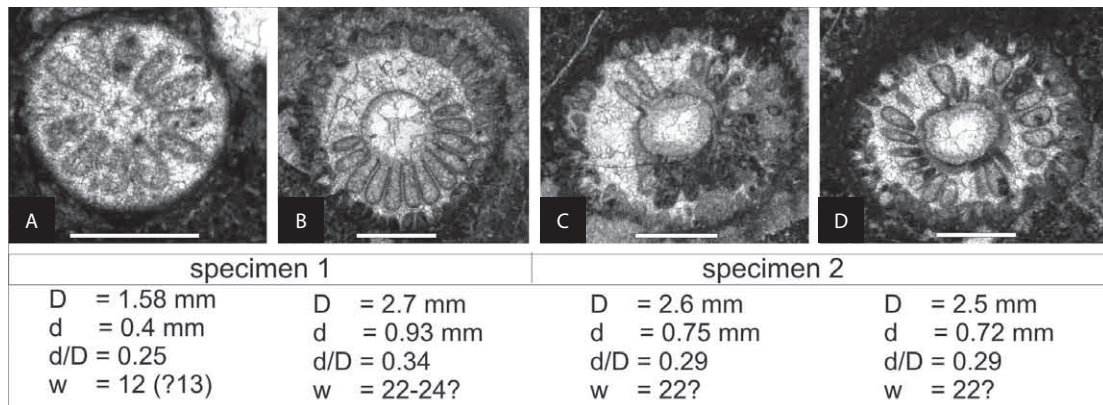 A B C D
specimen 1 specimen 2
D = 1.58 mm D = 2.7 mm D = 2.6 mm D = 2.5 mm
d = 0.4 mm d = 0.93 mm d = 0.75 mm d = 0.72 mm
d/D = 0.25 d/D = 0.34 d/D = 0.29 d/D = 0.29
w = 12 (?13) w = 22-24? w = 22? w = 22?